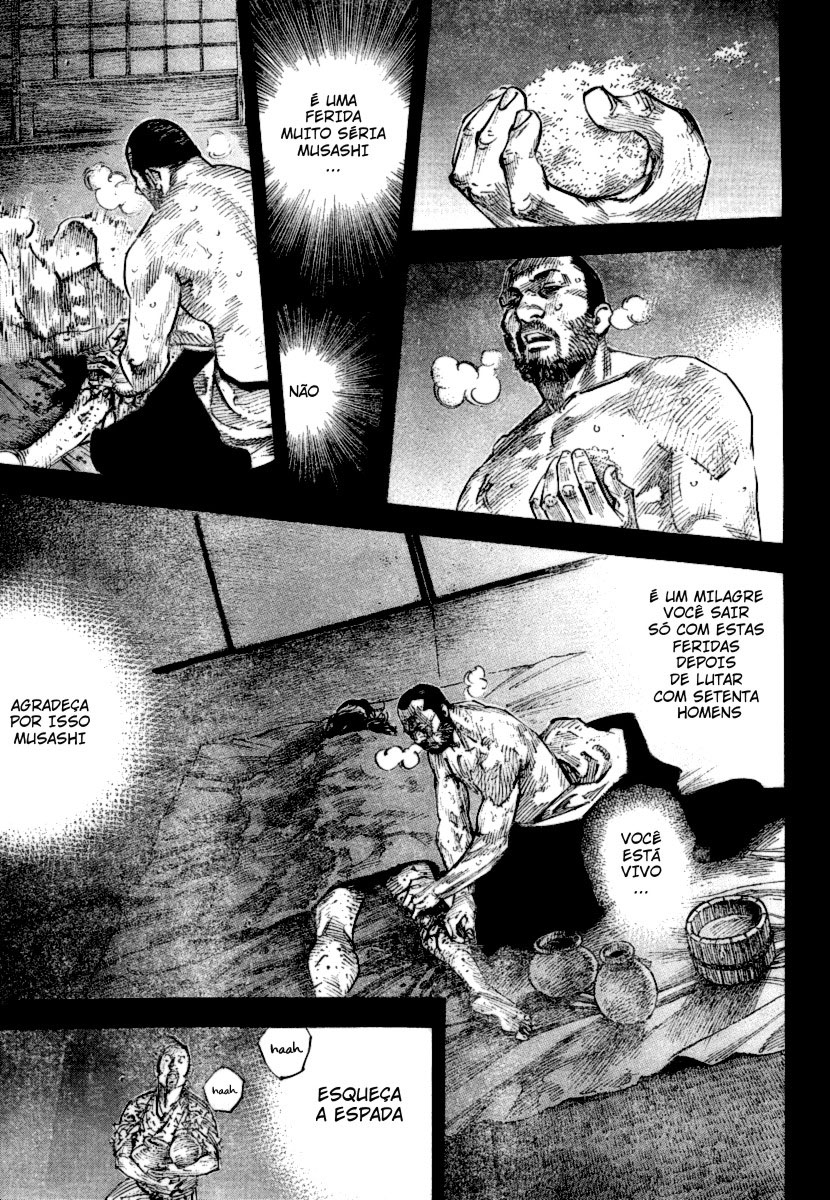 É UMA
FERIDA
MUITO SÉRIA
MUSASHI
...
NÃO
É UM MILAGRE
VOCÊ SAIR
SÓ COM ESTAS
FERIDAS
DEPOIS
DE LUTAR
COM SETENTA
HOMENS
VOCÊ
ESTÁ
VIVO
...
AGRADEÇA
POR ISSO
MUSASHI
ESQUEÇA
A ESPADA
haah
haah